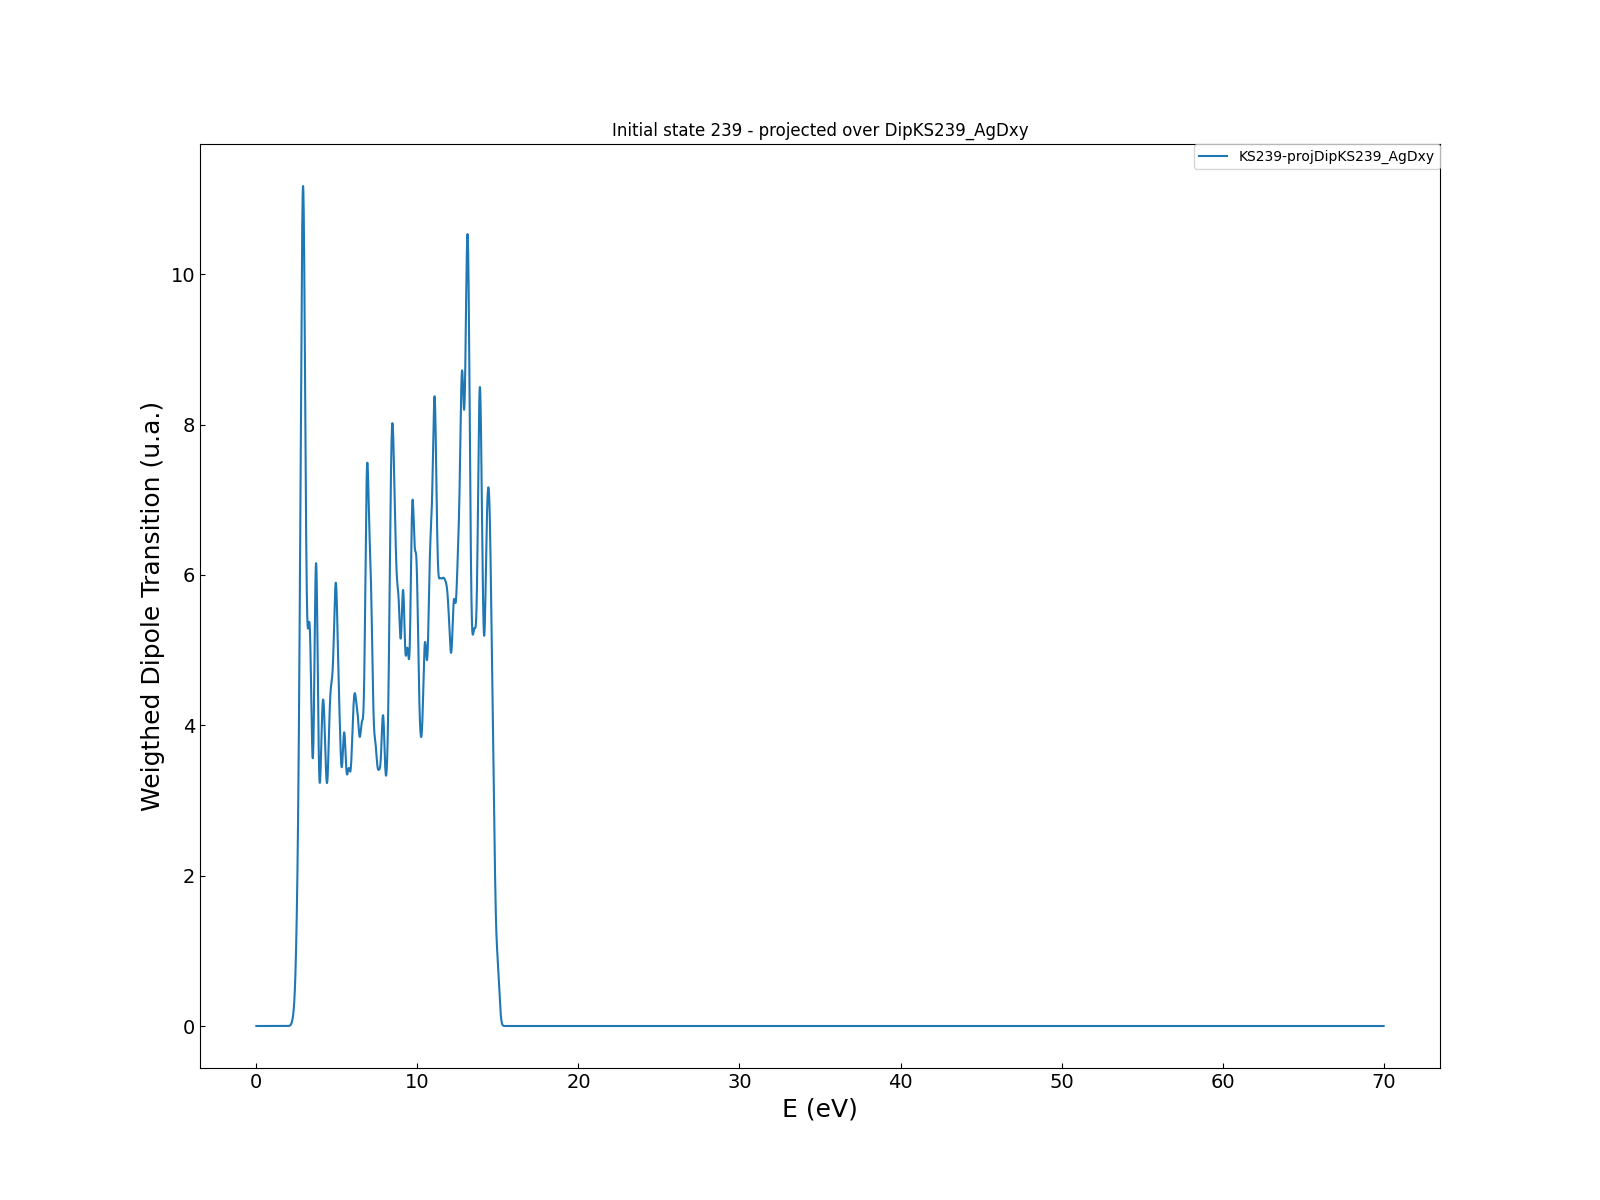 Initial state 239 - projected over DipKS239_AgDxy
KS239-projDipKS239_AgDxy
Weigthed Dipole Transition (u.a.)
10
8
6
4
2
0
0 10 20 30 40 50 60 70
E (eV)